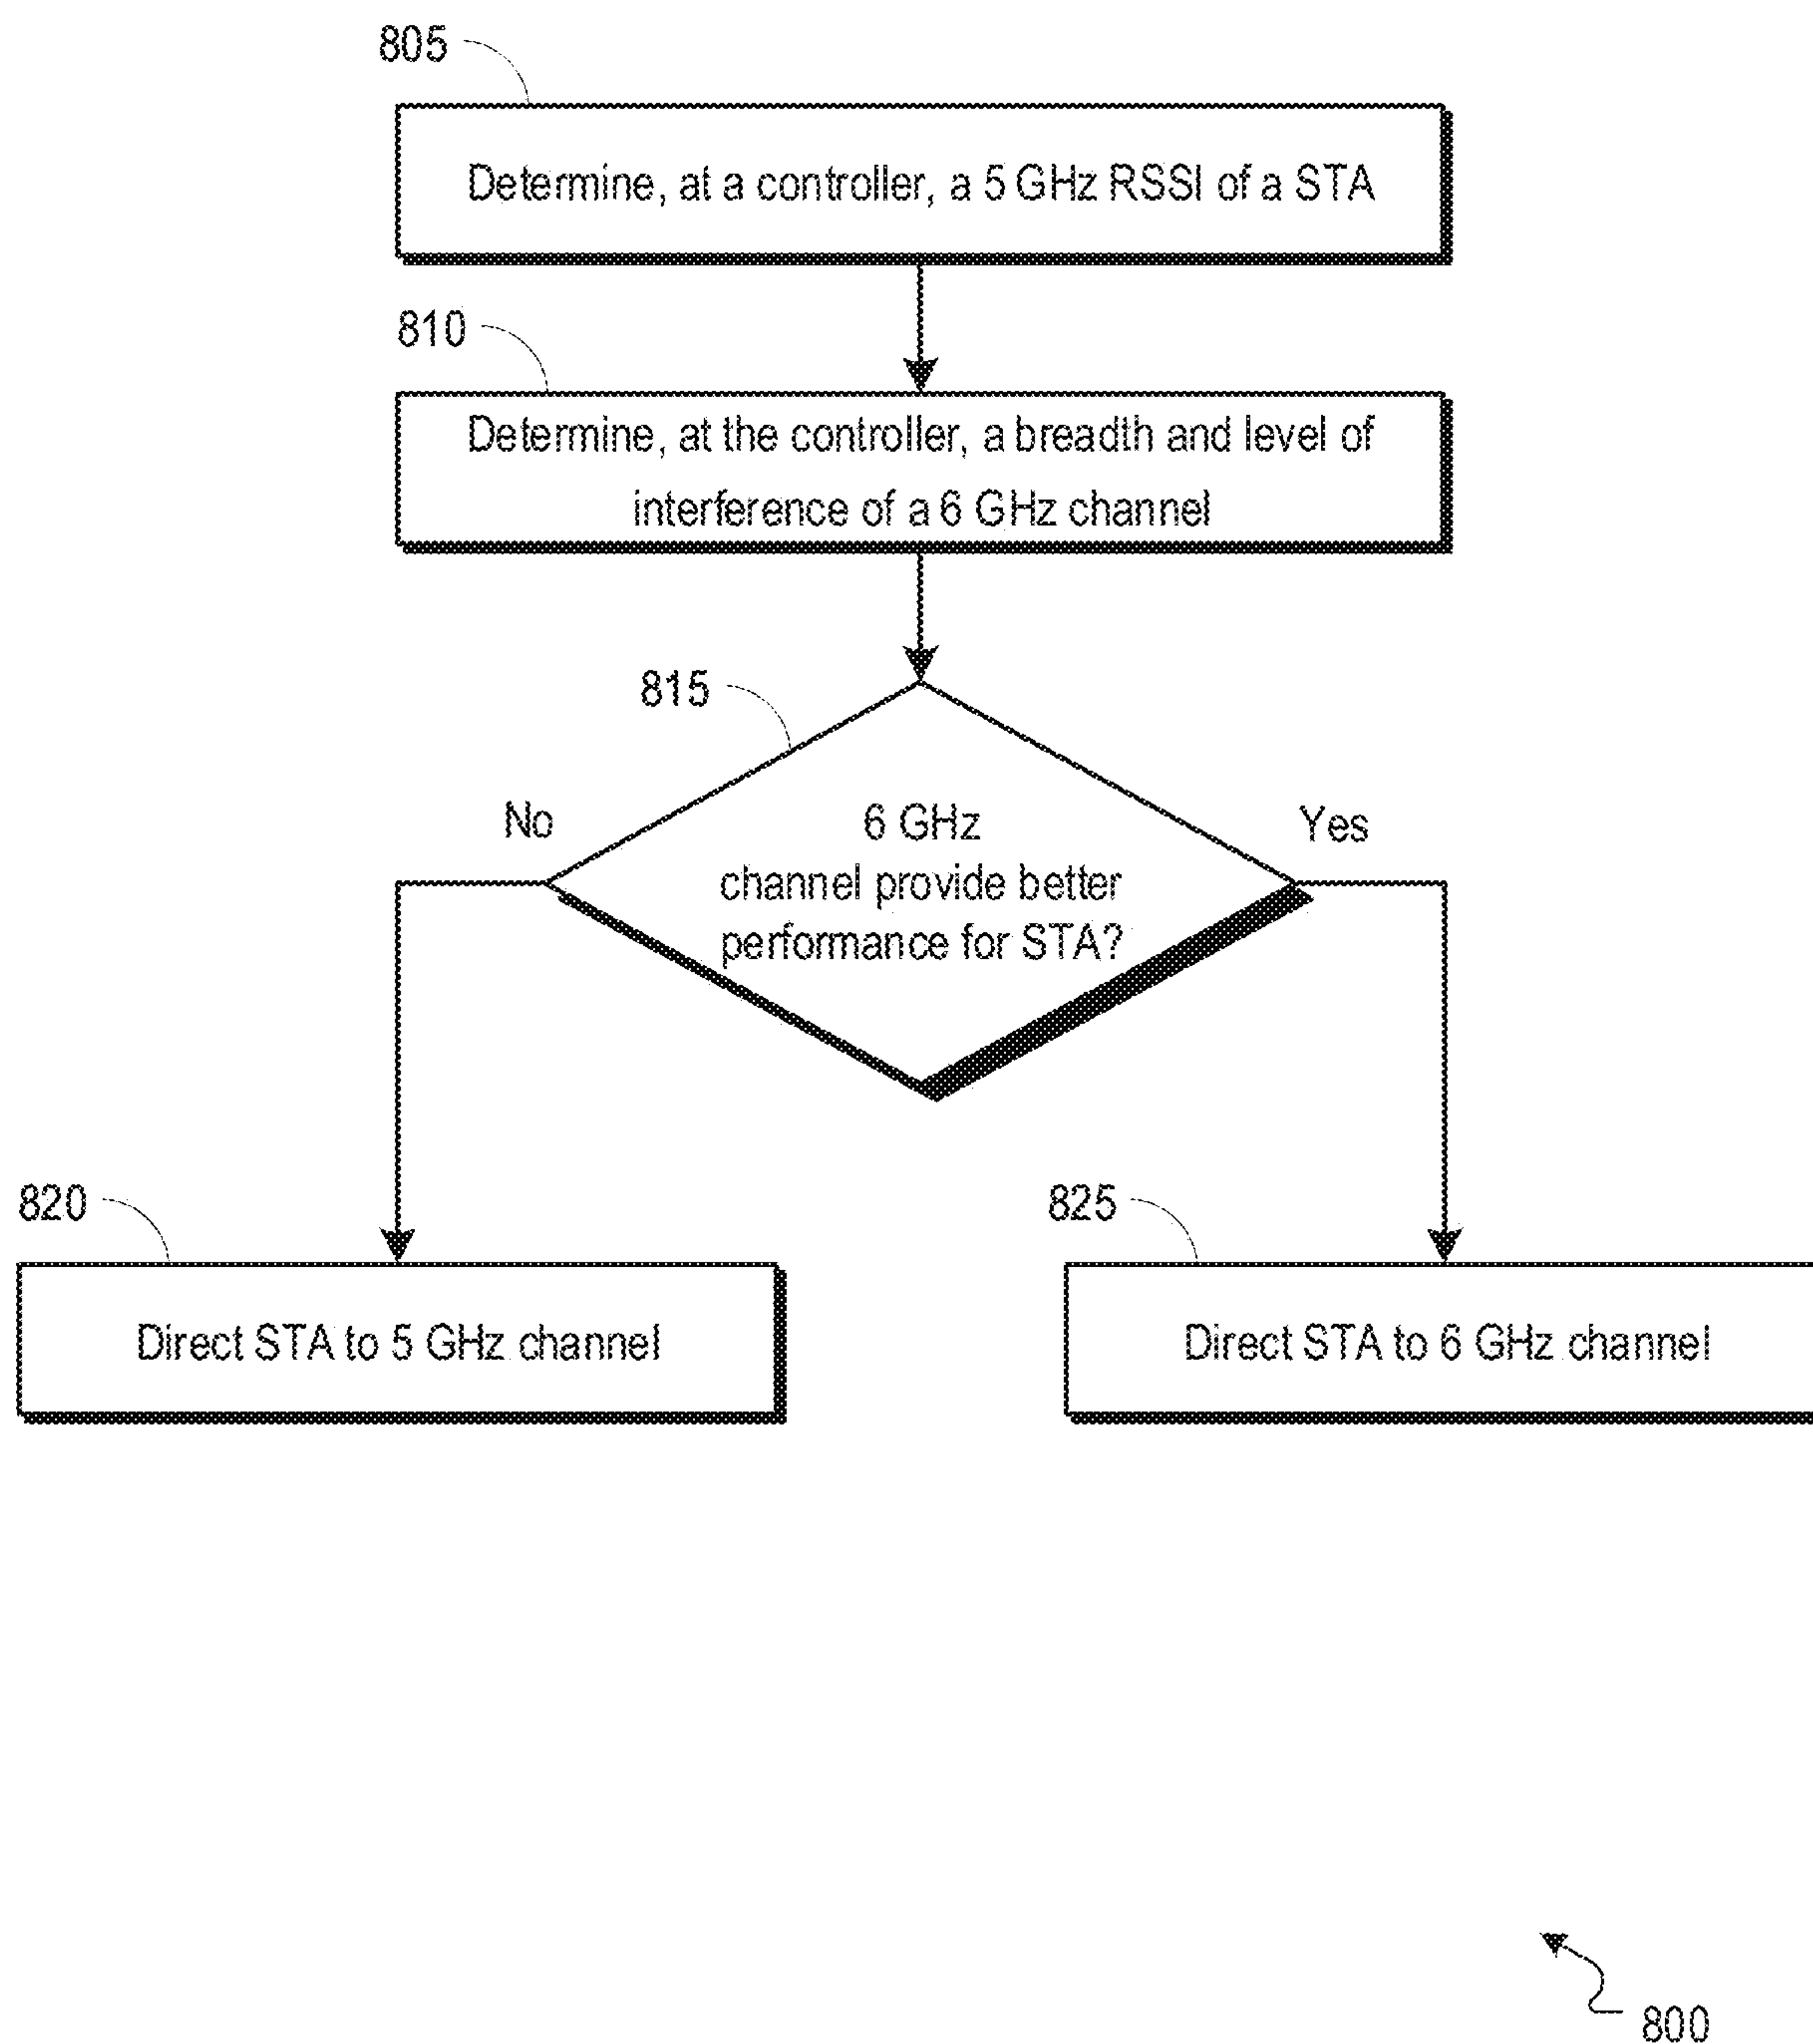 805
Determine, at a controller, a 5 GHz RSSI of a STA
810
Determine, at the controller, a breadth and level of
interference of a 6 GHz channel
815
No
6 GHz
channel provide better
performance for STA?
Yes
820
825
Direct STA to 5 GHz channel
Direct STA to 6 GHz channel
800